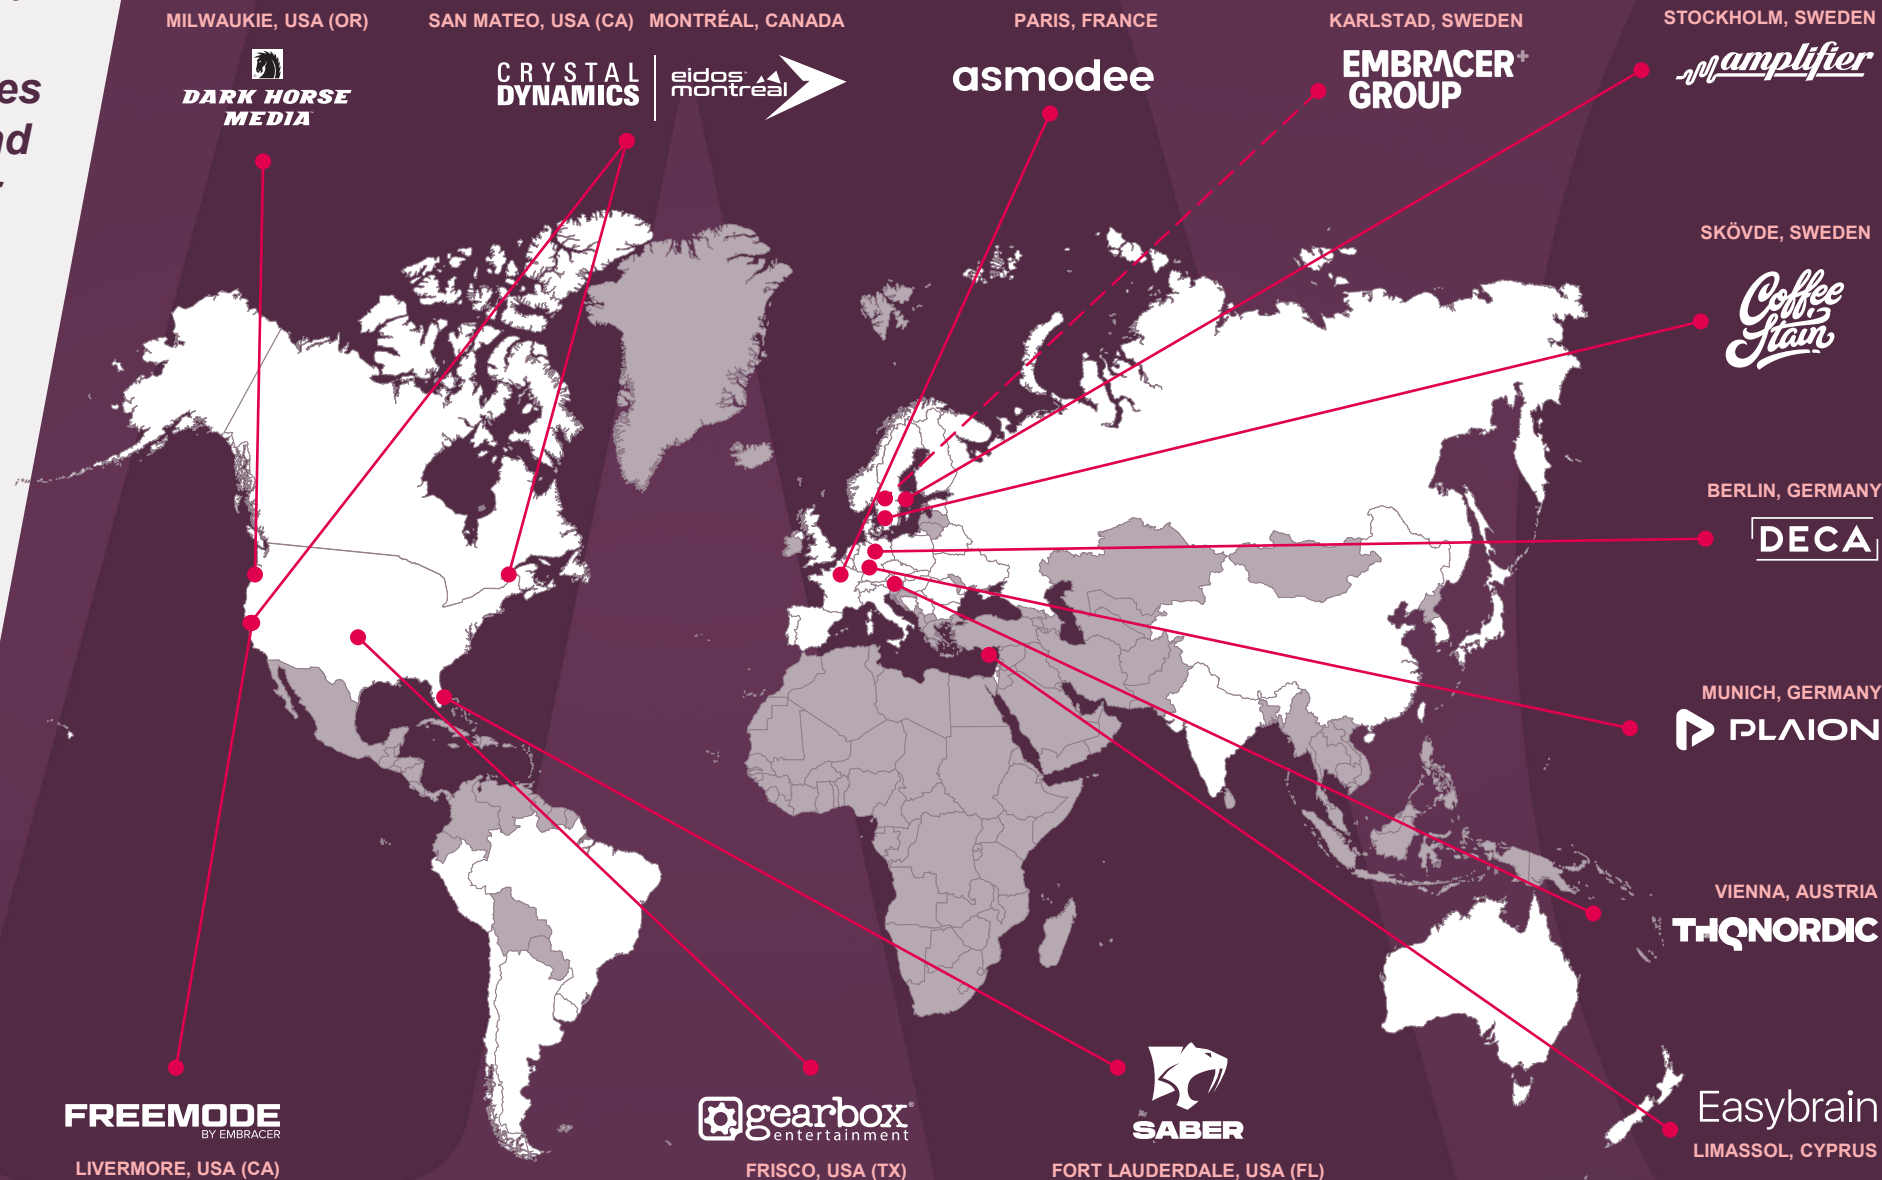 es
nd
r
MILWAUKIE, USA (OR)
DARK HORSE
MEDIA
SAN MATEO, USA (CA)
CRYSTAL
DYNAMICS
MONTRÉAL, CANADA
eidos
montréal
PARIS, FRANCE
asmodee
KARLSTAD, SWEDEN
EMBRACER+
GROUP
STOCKHOLM, SWEDEN
amplifier
SKÖVDE, SWEDEN
Coffee
Stain
BERLIN, GERMANY
DECA
MUNICH, GERMANY
PLAION
VIENNA, AUSTRIA
THQNORDIC
Easybrain
LIMASSOL, CYPRUS
FREEMODE
BY EMBRACER
LIVERMORE, USA (CA)
gearbox®
entertainment
FRISCO, USA (TX)
SABER
FORT LAUDERDALE, USA (FL)